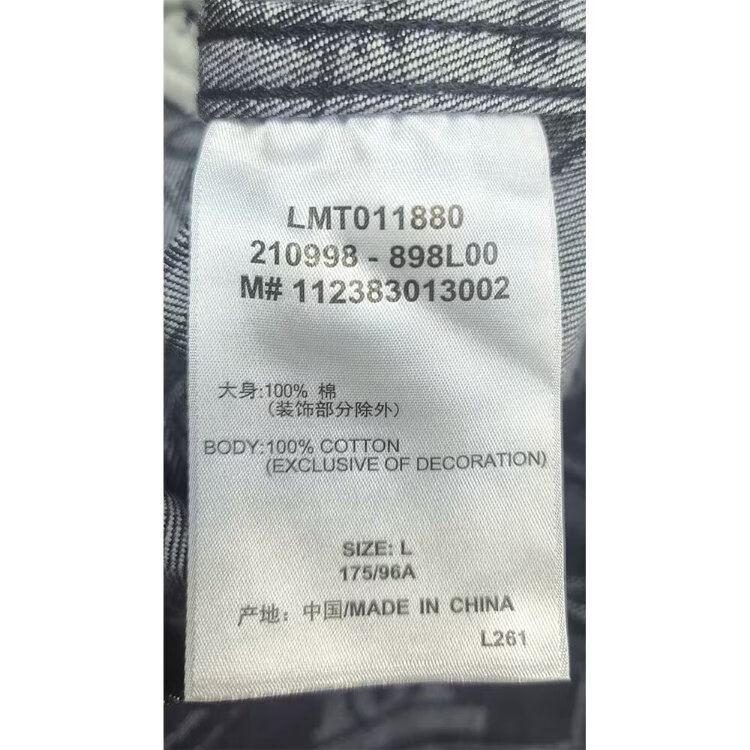 LMT011880
210998 - 898L00
M# 112383013002
大身:100% 棉
(装饰部分除外)
BODY:100% COTTON
(EXCLUSIVE OF DECORATION)
SIZE: L
175/96A
产地: 中国/MADE IN CHINA
L261